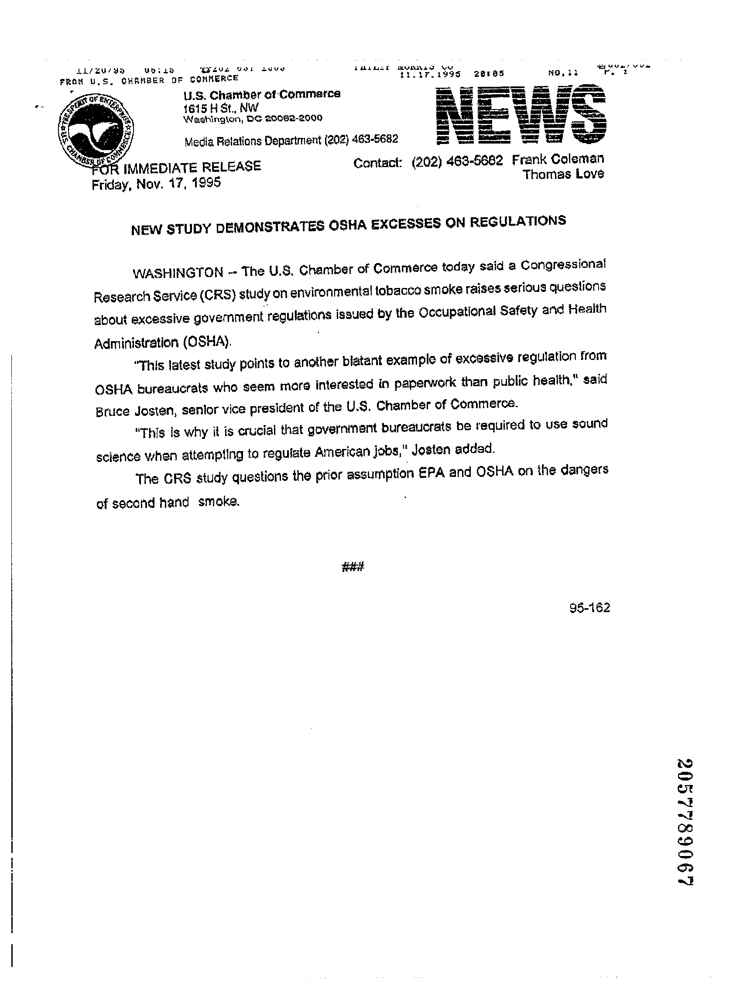 11/20/95 05:15
PHILIP MORRIS CO
11.17.1995 20:05 NO.11 P. 1
FROM U.S. CHAMBER OF COMMERCE
U.S. Chamber of Commerce
1615 H St., NW
Washington, DC 20062-2000
Media Relations Department (202) 463-5682
NEWS
FOR IMMEDIATE RELEASE
Friday, Nov. 17, 1995
Contact: (202) 463-5682 Frank Coleman
Thomas Love
NEW STUDY DEMONSTRATES OSHA EXCESSES ON REGULATIONS
WASHINGTON -- The U.S. Chamber of Commerce today said a Congressional
Research Service (CRS) study on environmental tobacco smoke raises serious questions
about excessive government regulations issued by the Occupational Safety and Health
Administration (OSHA).
"This latest study points to another blatant example of excessive regulation from
OSHA bureaucrats who seem more interested in paperwork than public health," said
Bruce Josten, senior vice president of the U.S. Chamber of Commerce.
"This is why it is crucial that government bureaucrats be required to use sound
science when attempting to regulate American jobs," Josten added.
The CRS study questions the prior assumption EPA and OSHA on the dangers
of second hand smoke.
###
95-162
2057789067